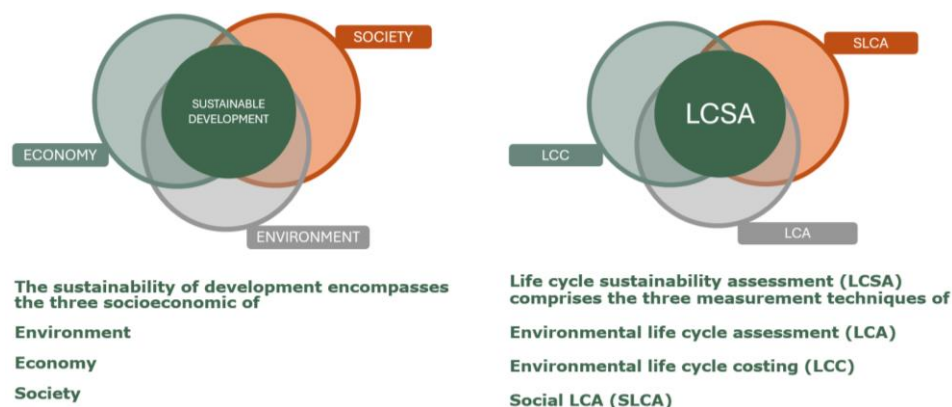 SOCIETY
SUSTAINABLE
DEVELOPMENT
ECONOMY
ENVIRONMENT
The sustainability of development encompasses
the three socioeconomic of
Environment
Economy
Society
SLCA
LCSA
LCC
LCA
Life cycle sustainability assessment (LCSA)
comprises the three measurement techniques of
Environmental life cycle assessment (LCA)
Environmental life cycle costing (LCC)
Social LCA (SLCA)